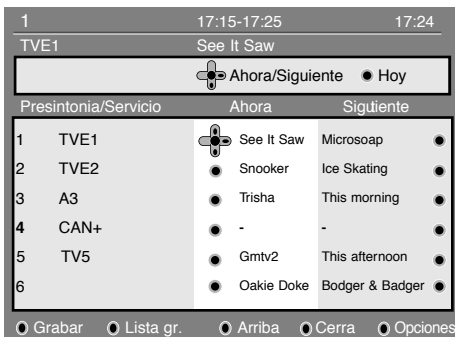 1 17:15-17:25 17:24
TVE1 See It Saw
Ahora/Siguiente Hoy
Presintonia/Servicio Ahora Sigutiente
1 TVE1 See It Saw Microsoap
2 TVE2 Snooker Ice Skating
3 A3 Trisha This morning
4 CAN+ - -
5 TV5 Gmtv2 This afternoon
6 Oakie Doke Bodger & Badger
Grabar Lista gr. Arriba Cerra Opciones